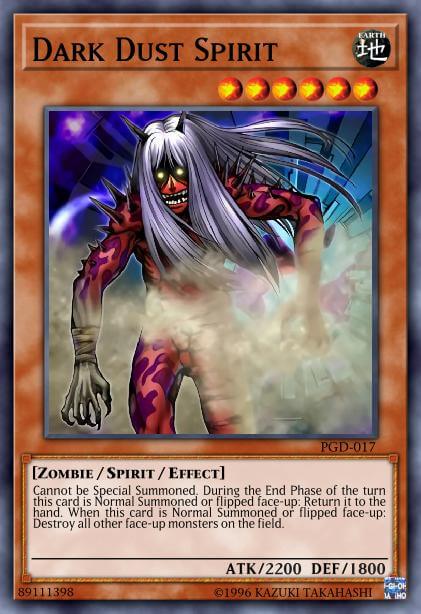 DARK DUST SPIRIT
EARTH
地
PGD-017
[ZOMBIE / SPIRIT / EFFECT]
Cannot be Special Summoned. During the End Phase of the turn
this card is Normal Summoned or flipped face-up: Return it to the
hand. When this card is Normal Summoned or flipped face-up:
Destroy all other face-up monsters on the field.
ATK/2200 DEF/1800
89111398
©1996 KAZUKI TAKAHASHI